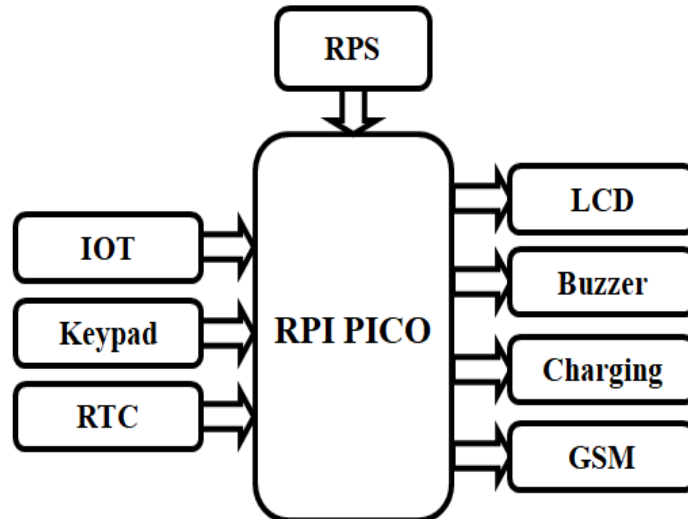 RPS
IOT
Keypad
RTC
RPI PICO
LCD
Buzzer
Charging
GSM